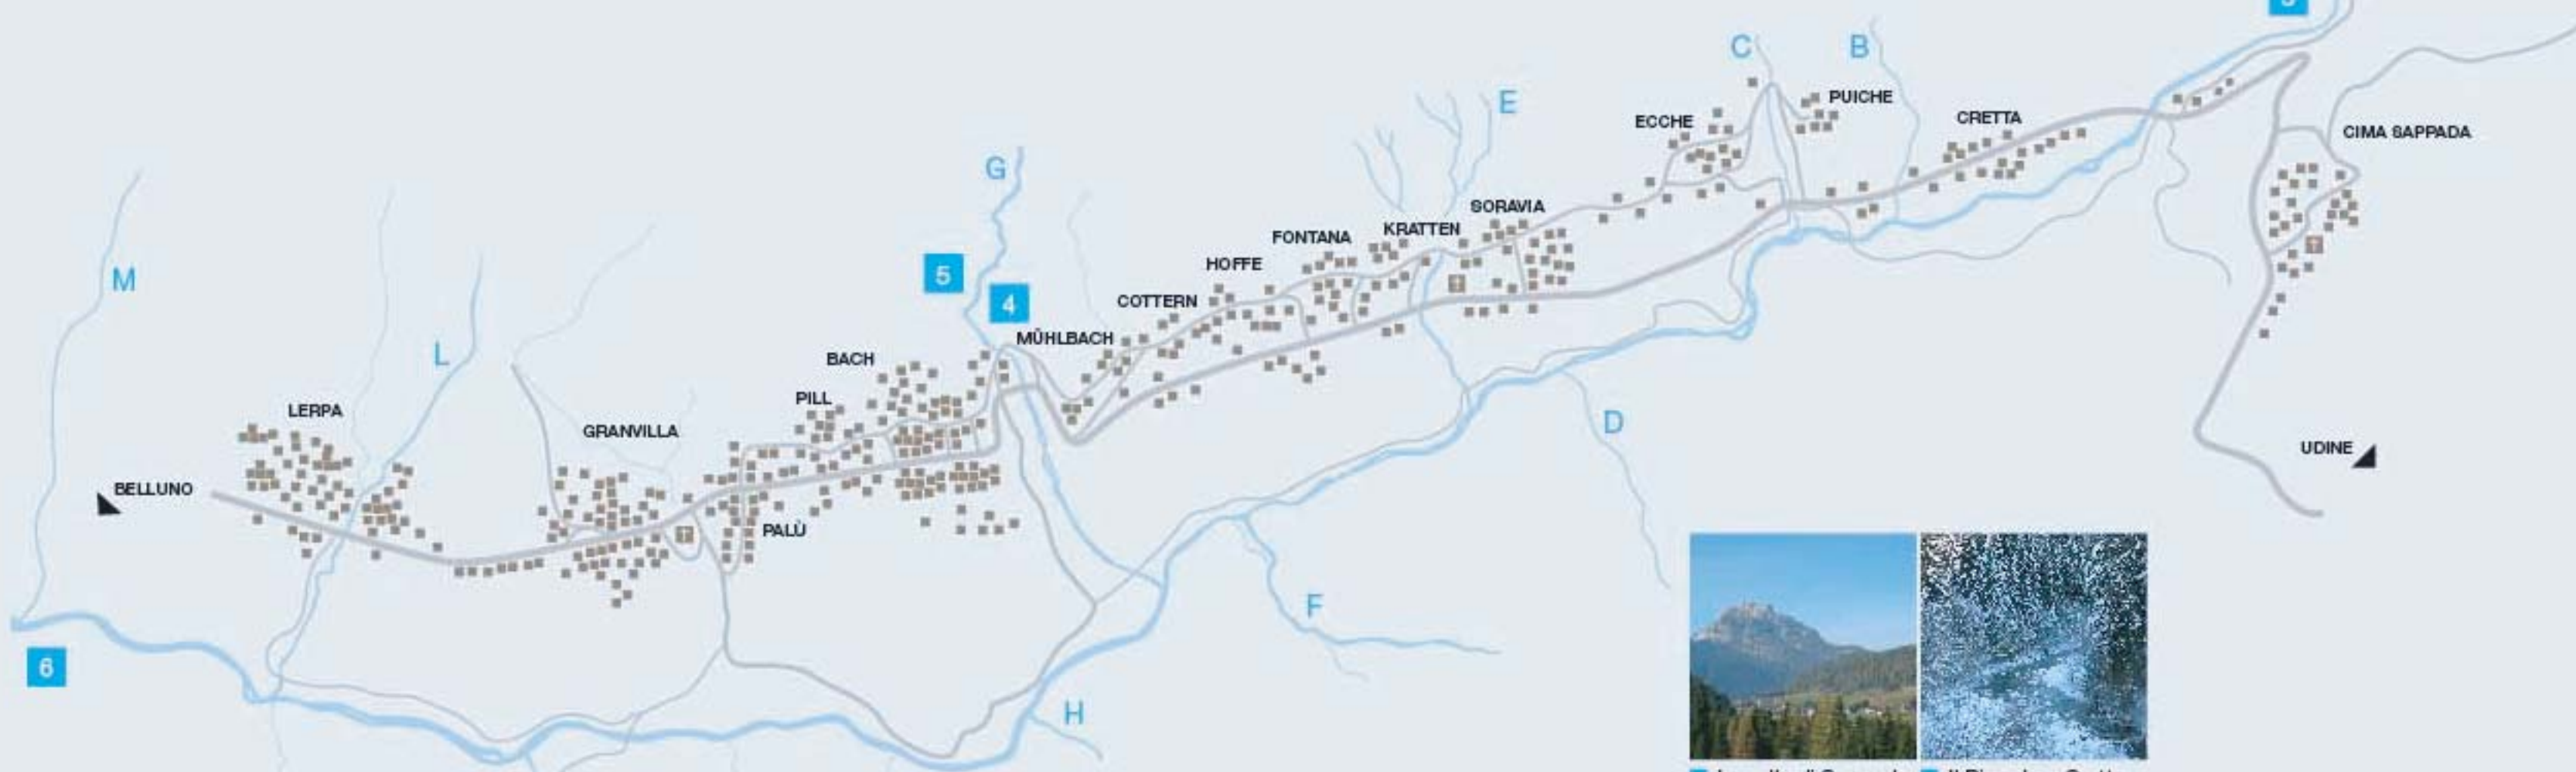 C
B
PUICHE
E
ECCHE
CRETTA
CIMA SAPPADA
G
SORAVIA
KRATTEN
FONTANA
HOFFE
M
5
4
COTTERN
MÜHLBACH
L
BACH
PILL
LERPA
D
GRANVILLA
UDINE
BELLUNO
PALÙ
F
6
H